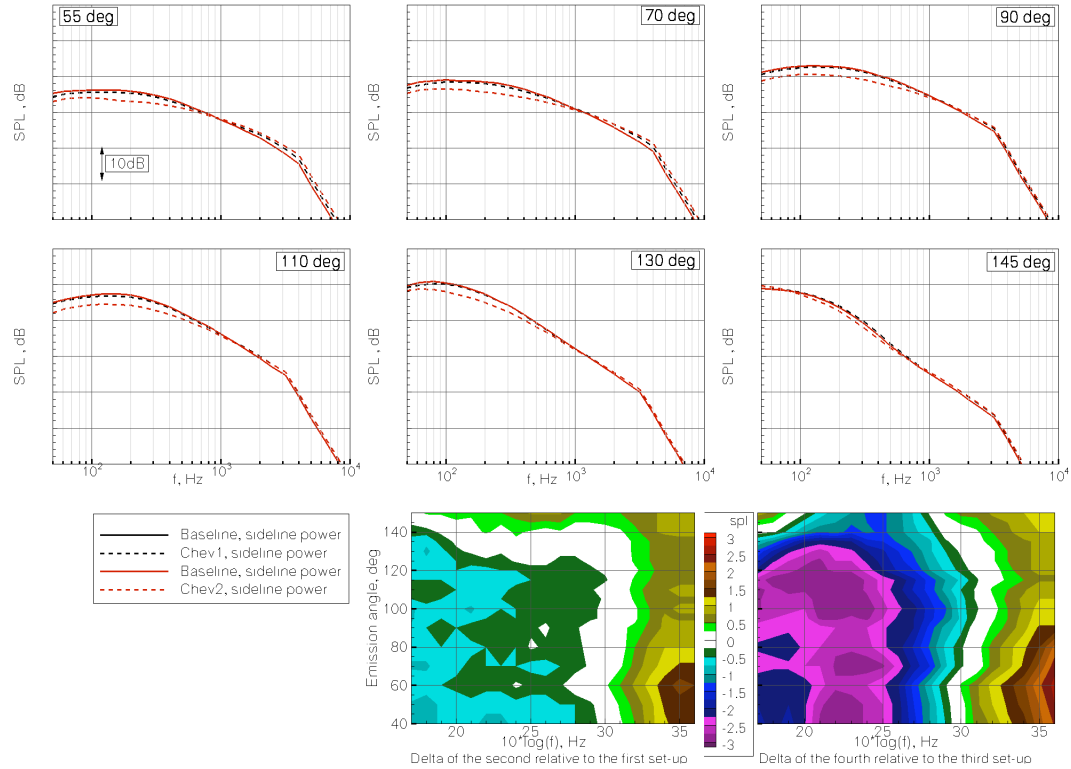 55 deg
70 deg
90 deg
SPL , dB
SPL , dB
SPL , dB
10dB
110 deg
130 deg
145 deg
SPL , dB
SPL , dB
SPL , dB
10² 10³ 10⁴
10² 10³ 10⁴
10² 10³ 10⁴
f, Hz
f, Hz
f, Hz
Baseline, sideline power
Chev1, sideline power
Baseline, sideline power
Chev2, sideline power
Emission angle, deg
140
120
100
80
60
40
20 25 30 35
10*log(f), Hz
Delta of the second relative to the first set-up
spl
3
2.5
2
1.5
1
0.5
0
-0.5
-1
-1.5
-2
-2.5
-3
20 25 30 35
10*log(f), Hz
Delta of the fourth relative to the third set-up